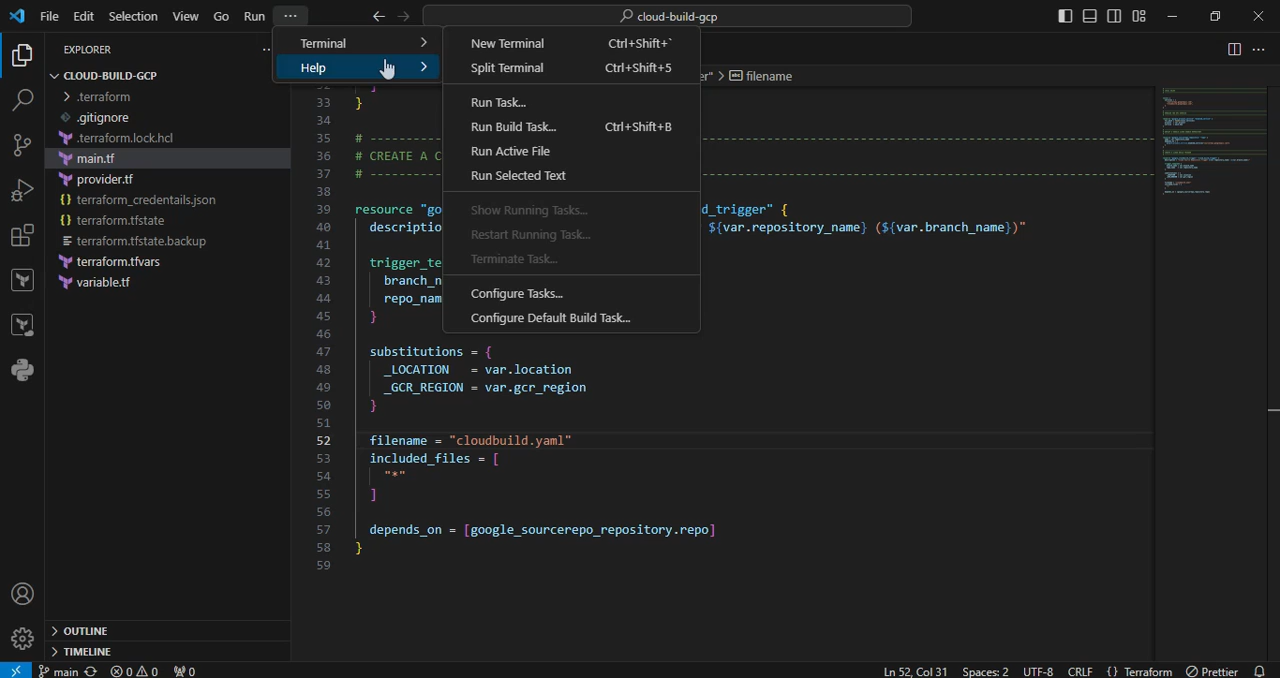 File Edit Selection View Go Run ··· cloud-build-gcp
EXPLORER ···
CLOUD-BUILD-GCP
.terraform
.gitignore
.terraform.lock.hcl
main.tf
provider.tf
terraform_credentails.json
terraform.tfstate
terraform.tfstate.backup
terraform.tfvars
variable.tf
OUTLINE
TIMELINE
Terminal
Help
New Terminal Ctrl+Shift+`
Split Terminal Ctrl+Shift+5
Run Task...
Run Build Task... Ctrl+Shift+B
Run Active File
Run Selected Text
Show Running Tasks...
Restart Running Task...
Terminate Task...
Configure Tasks...
Configure Default Build Task...
er" > filename
33 }
34
35 #
36 # CREATE A C
37 #
38
39 resource "go d_trigger" {
40 descriptio ${var.repository_name} (${var.branch_name})"
41
42 trigger_te
43 branch_n
44 repo_nam
45 }
46
47 substitutions = {
48 _LOCATION = var.location
49 _GCR_REGION = var.gcr_region
50 }
51
52 filename = "cloudbuild.yaml"
53 included_files = [
54 "*"
55 ]
56
57 depends_on = [google_sourcerepo_repository.repo]
58 }
59
main 0 0 0 Ln 52, Col 31 Spaces: 2 UTF-8 CRLF {} Terraform Prettier